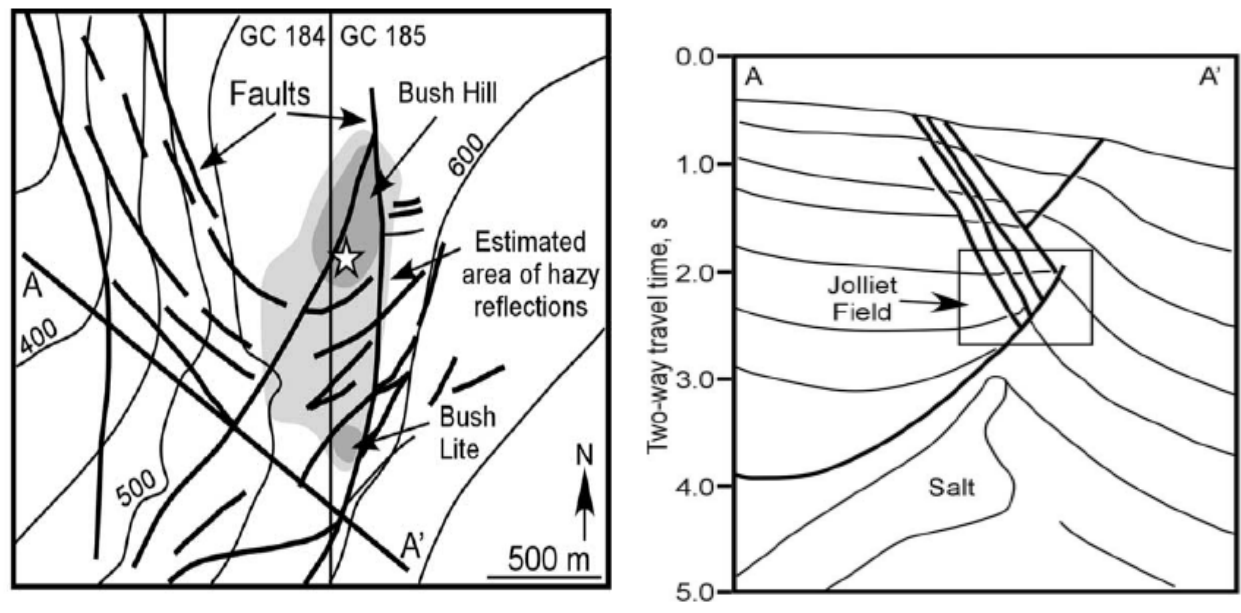 GC 184
GC 185
Faults
Bush Hill
600
Estimated
area of hazy
reflections
A
400
500
Bush
Lite
N
A'
500 m
0.0
A
A'
1.0
2.0
Jolliet
Field
3.0
Salt
4.0
5.0
Two-way travel time, s